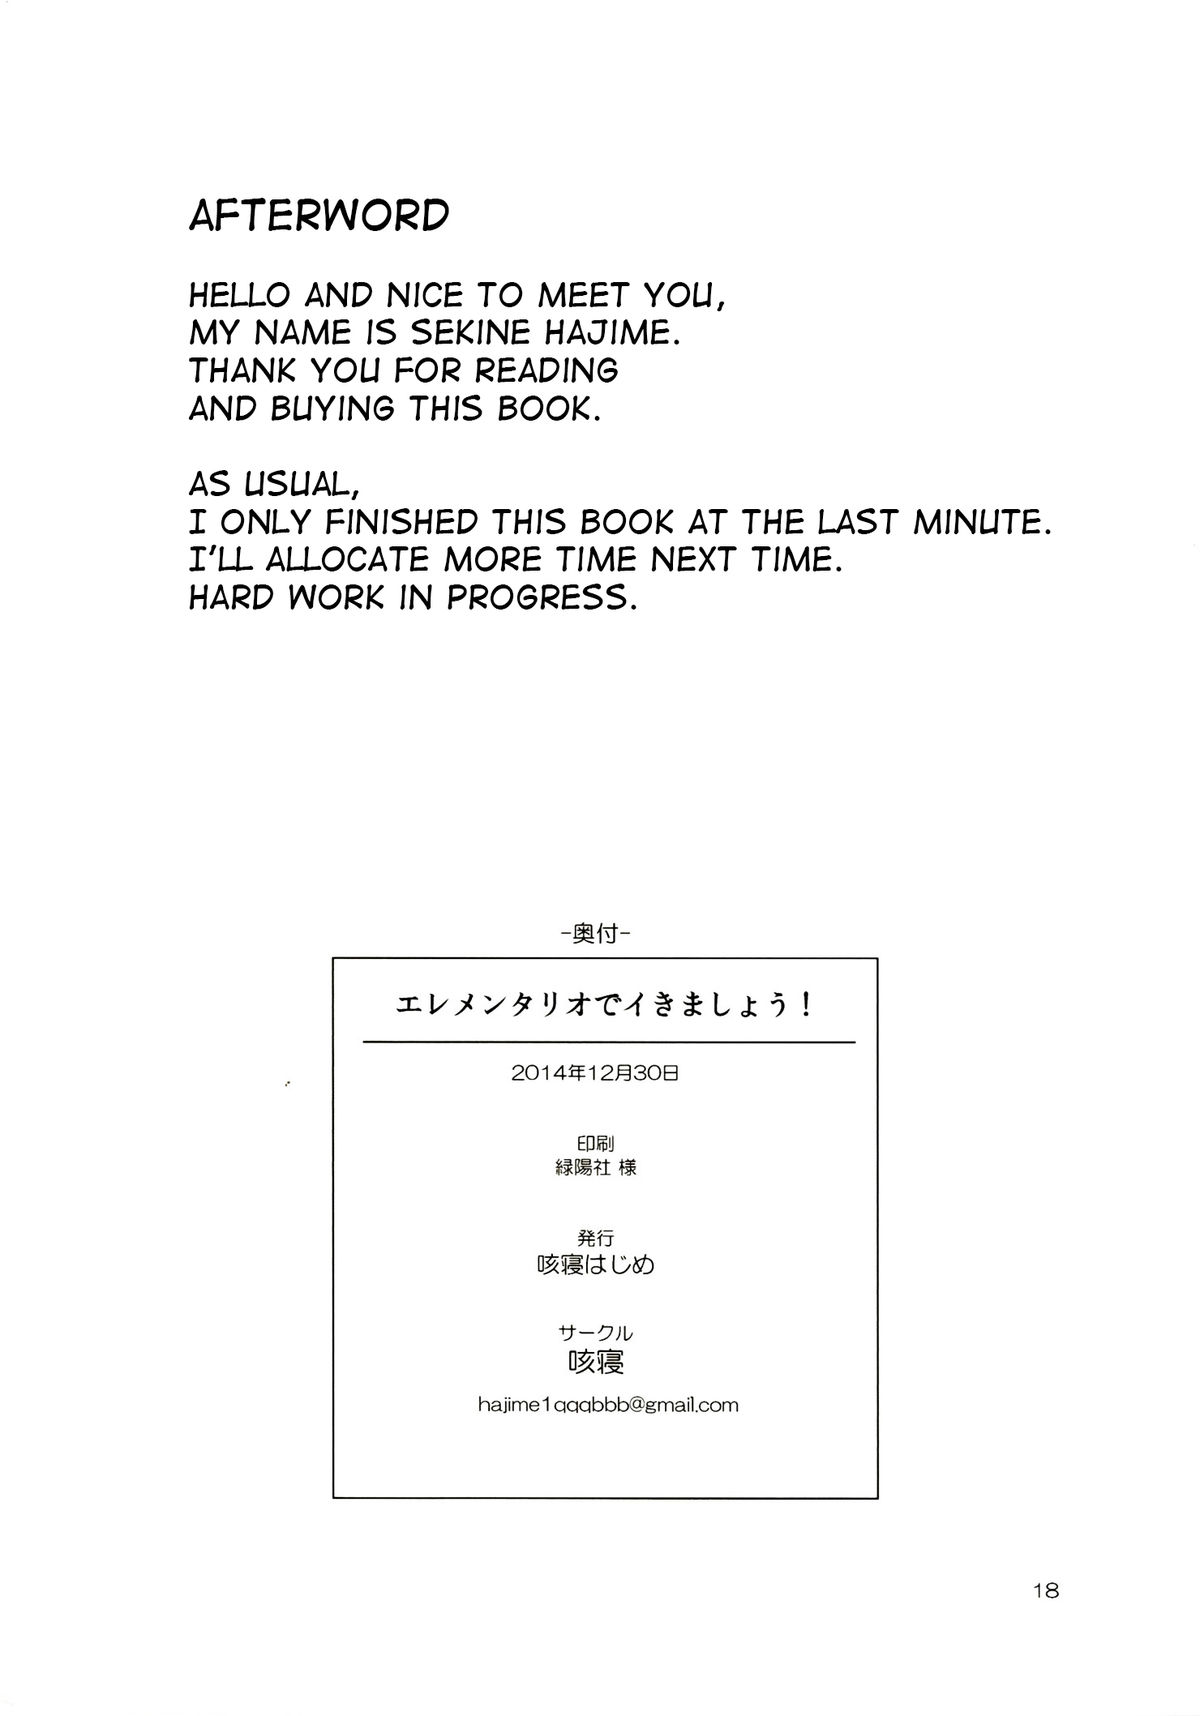 AFTERWORD
HELLO AND NICE TO MEET YOU,
MY NAME IS SEKINE HAJIME.
THANK YOU FOR READING
AND BUYING THIS BOOK.
AS USUAL,
I ONLY FINISHED THIS BOOK AT THE LAST MINUTE.
I'LL ALLOCATE MORE TIME NEXT TIME.
HARD WORK IN PROGRESS.
-奥付-
エレメンタリオでイきましょう！
2014年12月30日
印刷
緑陽社 様
発行
咳寝はじめ
サークル
咳寝
hajime1qqqbbb@gmail.com
18